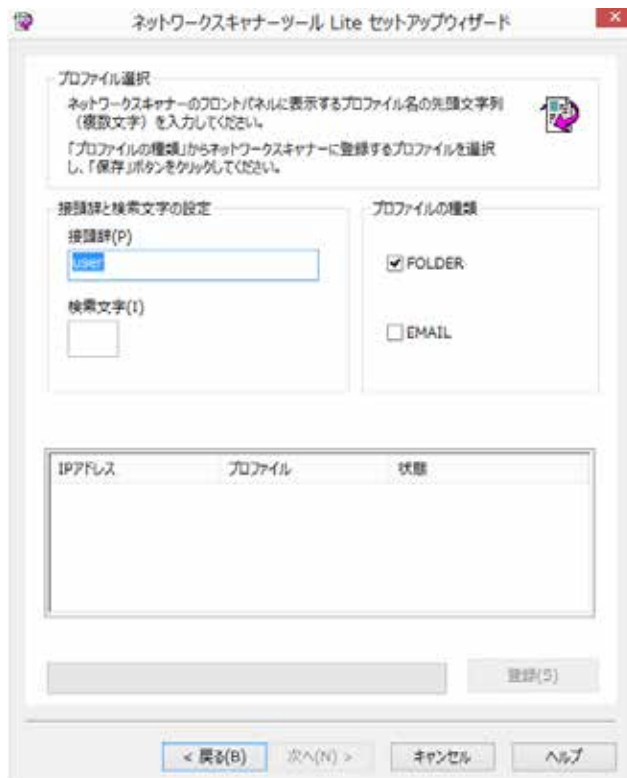 ネットワークスキャナーツール Lite セットアップウィザード
プロファイル選択
ネットワークスキャナーのフロントパネルに表示するプロファイル名の先頭文字列
(複数文字)を入力してください。
「プロファイルの種類」からネットワークスキャナーに登録するプロファイルを選択
し、「保存」ボタンをクリックしてください。
接頭辞と検索文字の設定
接頭辞(P)
user
検索文字(I)
プロファイルの種類
FOLDER
EMAIL
IPアドレス プロファイル 状態
登録(S)
< 戻る(B) 次へ(N) > キャンセル ヘルプ